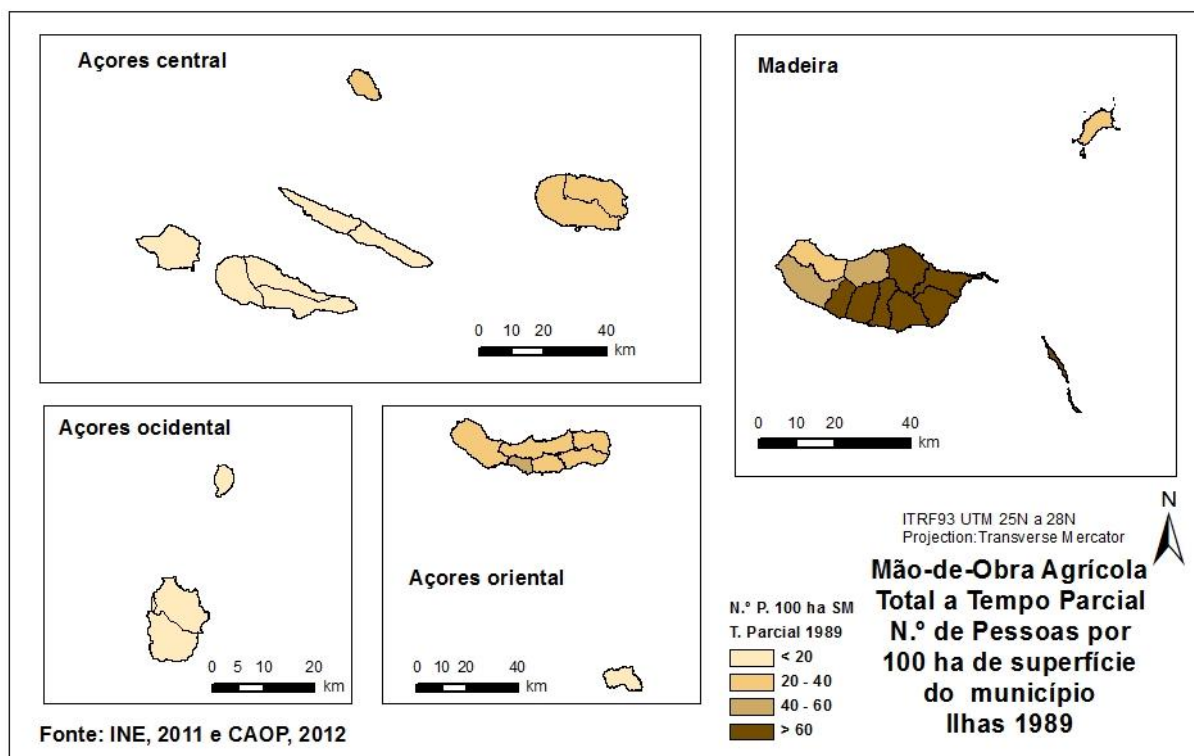 Açores central
0 10 20 40
km
Madeira
0 10 20 40
km
Açores ocidental
0 5 10 20
km
Açores oriental
0 10 20 40
km
N
ITRF93 UTM 25N a 28N
Projection:Transverse Mercator
Mão-de-Obra Agrícola
Total a Tempo Parcial
N.º de Pessoas por
100 ha de superfície
do município
Ilhas 1989
N.º P. 100 ha SM
T. Parcial 1989
< 20
20 - 40
40 - 60
> 60
Fonte: INE, 2011 e CAOP, 2012